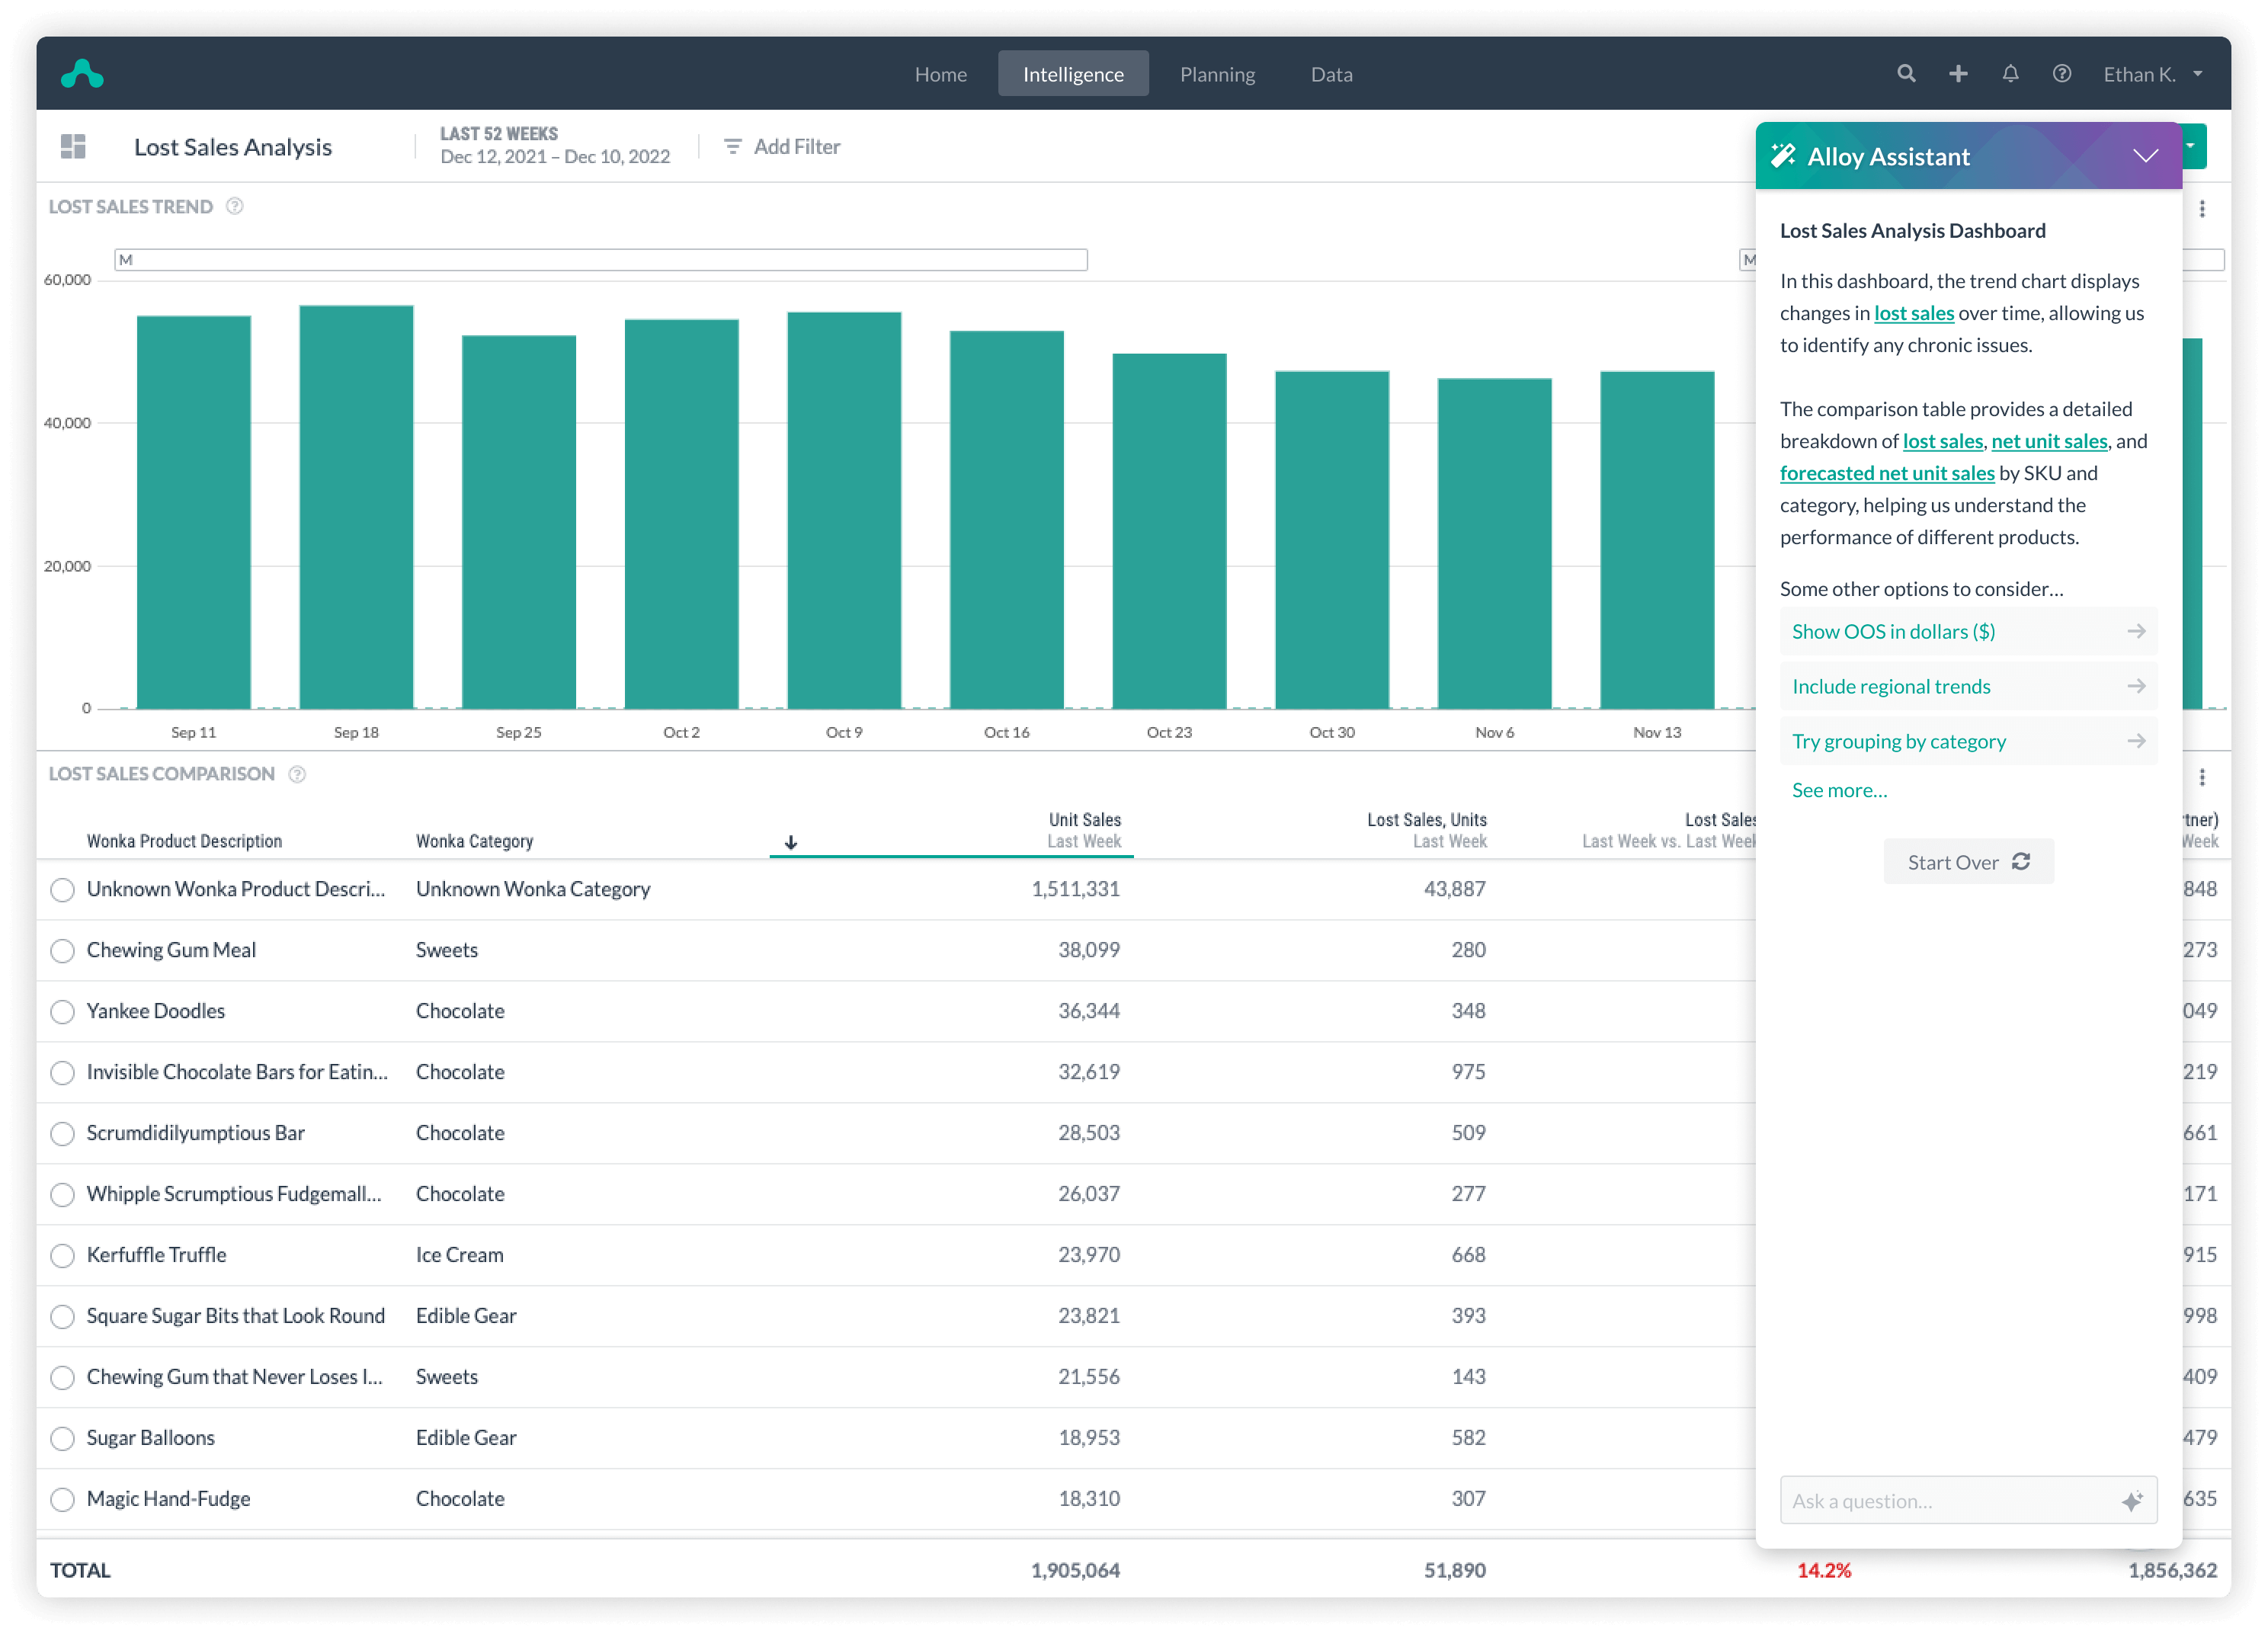 Home Intelligence Planning Data Ethan K.
Lost Sales Analysis
LAST 52 WEEKS
Dec 12, 2021 – Dec 10, 2022
Add Filter
LOST SALES TREND
M
M
60,000
40,000
20,000
0
Sep 11 Sep 18 Sep 25 Oct 2 Oct 9 Oct 16 Oct 23 Oct 30 Nov 6 Nov 13
LOST SALES COMPARISON
Wonka Product Description Wonka Category Unit Sales Last Week Lost Sales, Units Last Week Lost Sales Last Week vs. Last Week
Unknown Wonka Product Descri... Unknown Wonka Category 1,511,331 43,887 848
Chewing Gum Meal Sweets 38,099 280 273
Yankee Doodles Chocolate 36,344 348 049
Invisible Chocolate Bars for Eatin... Chocolate 32,619 975 219
Scrumdidilyumptious Bar Chocolate 28,503 509 661
Whipple Scrumptious Fudgemall... Chocolate 26,037 277 171
Kerfuffle Truffle Ice Cream 23,970 668 915
Square Sugar Bits that Look Round Edible Gear 23,821 393 998
Chewing Gum that Never Loses I... Sweets 21,556 143 409
Sugar Balloons Edible Gear 18,953 582 479
Magic Hand-Fudge Chocolate 18,310 307 635
TOTAL 1,905,064 51,890 14.2% 1,856,362
Alloy Assistant
Lost Sales Analysis Dashboard
In this dashboard, the trend chart displays
changes in lost sales over time, allowing us
to identify any chronic issues.
The comparison table provides a detailed
breakdown of lost sales, net unit sales, and
forecasted net unit sales by SKU and
category, helping us understand the
performance of different products.
Some other options to consider...
Show OOS in dollars ($)
Include regional trends
Try grouping by category
See more...
Start Over
Ask a question...